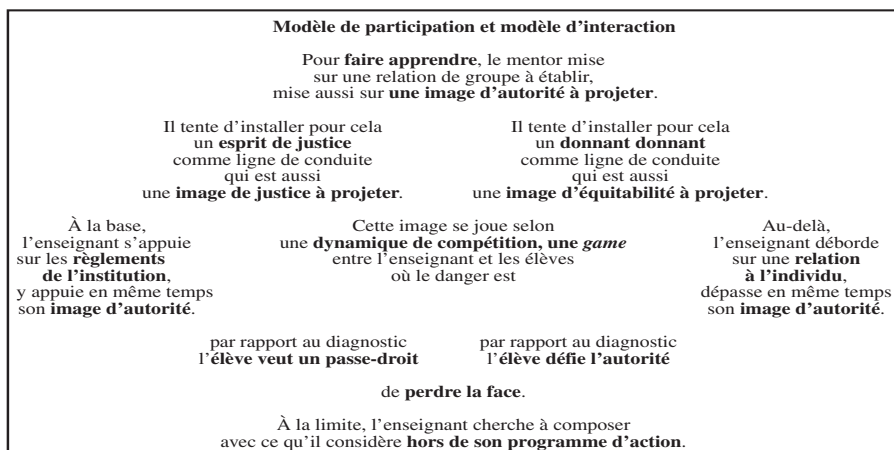 Modèle de participation et modèle d'interaction
Pour faire apprendre, le mentor mise
sur une relation de groupe à établir,
mise aussi sur une image d'autorité à projeter.
Il tente d'installer pour cela
un esprit de justice
comme ligne de conduite
qui est aussi
une image de justice à projeter.
Il tente d'installer pour cela
un donnant donnant
comme ligne de conduite
qui est aussi
une image d'équitabilité à projeter.
À la base,
l'enseignant s'appuie
sur les règlements
de l'institution,
y appuie en même temps
son image d'autorité.
Cette image se joue selon
une dynamique de compétition, une game
entre l'enseignant et les élèves
où le danger est
Au-delà,
l'enseignant déborde
sur une relation
à l'individu,
dépasse en même temps
son image d'autorité.
par rapport au diagnostic
l'élève veut un passe-droit
par rapport au diagnostic
l'élève défie l'autorité
de perdre la face.
À la limite, l'enseignant cherche à composer
avec ce qu'il considère hors de son programme d'action.